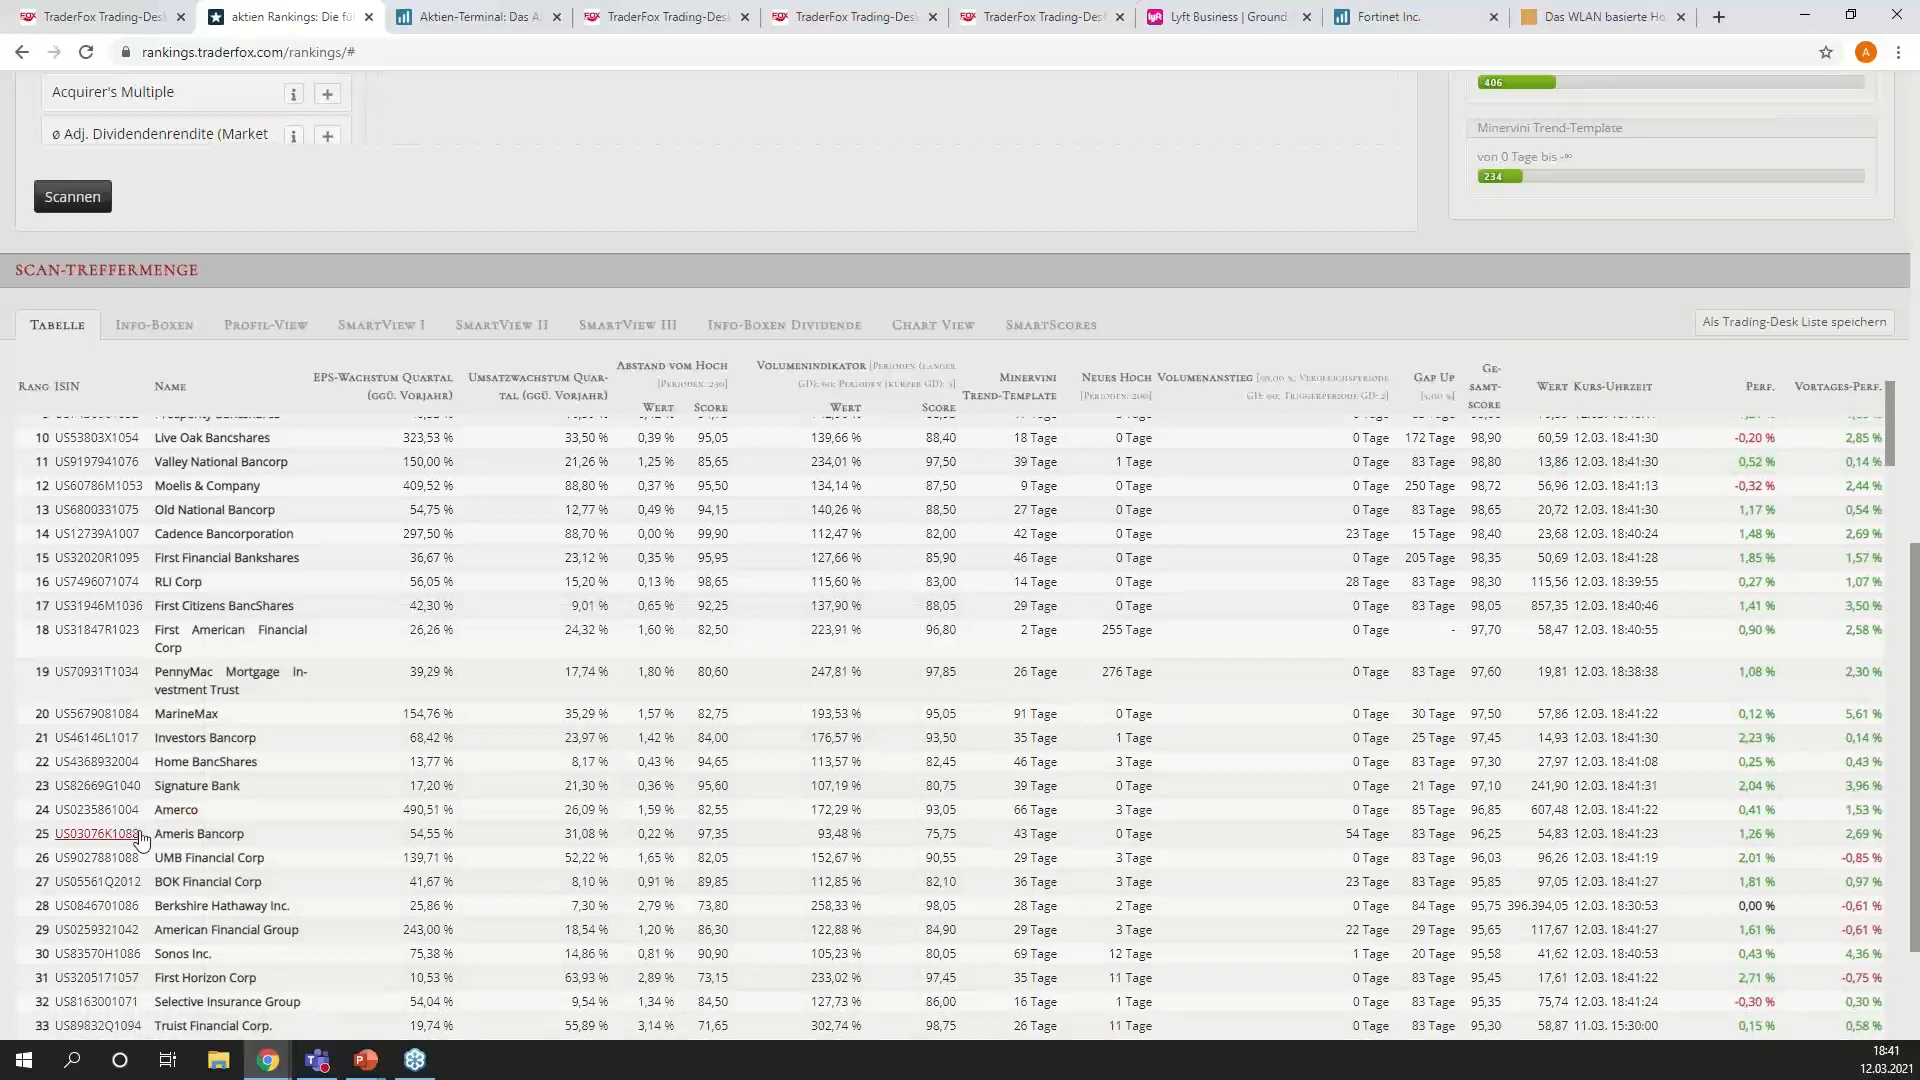 TraderFox Trading-Desk
aktien Rankings: Die fü
Aktien-Terminal: Das A
TraderFox Trading-Desk
TraderFox Trading-Desk
TraderFox Trading-Desk
Lyft Business | Ground
Fortinet Inc.
Das WLAN basierte Ho
rankings.traderfox.com/rankings/#
A
Acquirer's Multiple
ø Adj. Dividendenrendite (Market
Scannen
406
Minervini Trend-Template
von 0 Tage bis -∞
234
SCAN-TREFFERMENGE
Tabelle Info-Boxen Profil-View SmartView I SmartView II SmartView III Info-Boxen Dividende Chart View SmartScores
Als Trading-Desk Liste speichern
Rang ISIN Name EPS-Wachstum Quartal (ggü. Vorjahr) Umsatzwachstum Quartal (ggü. Vorjahr) Abstand vom Hoch [Perioden: 250] Wert Score Volumenindikator [Perioden (langer GD): 60; Perioden (kurzer GD): 3] Wert Score Minervini Trend-Template Neues Hoch [Perioden: 200] Volumenanstieg [50,00 %; Vergleichsperiode GD: 60, Triggerperiode GD: 2] Gap Up [5,00 %] Gesamtscore Wert Kurs-Uhrzeit Perf. Vortages-Perf.
10 US53803X1054 Live Oak Bancshares 323,53 % 33,50 % 0,39 % 95,05 139,66 % 88,40 18 Tage 0 Tage 0 Tage 172 Tage 98,90 60,59 12.03. 18:41:30 -0,20 % 2,85 %
11 US9197941076 Valley National Bancorp 150,00 % 21,26 % 1,25 % 85,65 234,01 % 97,50 39 Tage 1 Tage 0 Tage 83 Tage 98,80 13,86 12.03. 18:41:30 0,52 % 0,14 %
12 US60786M1053 Moelis & Company 409,52 % 88,80 % 0,37 % 95,50 134,14 % 87,50 9 Tage 0 Tage 0 Tage 250 Tage 98,72 56,96 12.03. 18:41:13 -0,32 % 2,44 %
13 US6800331075 Old National Bancorp 54,75 % 12,77 % 0,49 % 94,15 140,26 % 88,50 27 Tage 0 Tage 0 Tage 83 Tage 98,65 20,72 12.03. 18:41:30 1,17 % 0,54 %
14 US12739A1007 Cadence Bancorporation 297,50 % 88,70 % 0,00 % 99,90 112,47 % 82,00 42 Tage 0 Tage 23 Tage 15 Tage 98,40 23,68 12.03. 18:40:24 1,48 % 2,69 %
15 US32020R1095 First Financial Bankshares 36,67 % 23,12 % 0,35 % 95,95 127,66 % 85,90 46 Tage 0 Tage 0 Tage 205 Tage 98,35 50,69 12.03. 18:41:28 1,85 % 1,57 %
16 US7496071074 RLI Corp 56,05 % 15,20 % 0,13 % 98,65 115,60 % 83,00 14 Tage 0 Tage 28 Tage 83 Tage 98,30 115,56 12.03. 18:39:55 0,27 % 1,07 %
17 US31946M1036 First Citizens BancShares 42,30 % 9,01 % 0,65 % 92,25 137,90 % 88,05 29 Tage 0 Tage 0 Tage 83 Tage 98,05 857,35 12.03. 18:40:46 1,41 % 3,50 %
18 US31847R1023 First American Financial Corp 26,26 % 24,32 % 1,60 % 82,50 223,91 % 96,80 2 Tage 255 Tage 0 Tage - 97,70 58,47 12.03. 18:40:55 0,90 % 2,58 %
19 US70931T1034 PennyMac Mortgage Investment Trust 39,29 % 17,74 % 1,80 % 80,60 247,81 % 97,85 26 Tage 276 Tage 0 Tage 83 Tage 97,60 19,81 12.03. 18:38:38 1,08 % 2,30 %
20 US5679081084 MarineMax 154,76 % 35,29 % 1,57 % 82,75 193,53 % 95,05 91 Tage 0 Tage 0 Tage 30 Tage 97,50 57,86 12.03. 18:41:22 0,12 % 5,61 %
21 US46146L1017 Investors Bancorp 68,42 % 23,97 % 1,42 % 84,00 176,57 % 93,50 35 Tage 1 Tage 0 Tage 25 Tage 97,45 14,93 12.03. 18:41:30 2,23 % 0,14 %
22 US4368932004 Home BancShares 13,77 % 8,17 % 0,43 % 94,65 113,57 % 82,45 46 Tage 3 Tage 0 Tage 83 Tage 97,30 27,97 12.03. 18:41:08 0,25 % 0,43 %
23 US82669G1040 Signature Bank 17,20 % 21,30 % 0,36 % 95,60 107,19 % 80,75 39 Tage 0 Tage 0 Tage 21 Tage 97,10 241,90 12.03. 18:41:31 2,04 % 3,96 %
24 US0235861004 Amerco 490,51 % 26,09 % 1,59 % 82,55 172,29 % 93,05 66 Tage 3 Tage 0 Tage 85 Tage 96,85 607,48 12.03. 18:41:22 0,41 % 1,53 %
25 US03076K1088 Ameris Bancorp 54,55 % 31,08 % 0,22 % 97,35 93,48 % 75,75 43 Tage 0 Tage 54 Tage 83 Tage 96,25 54,83 12.03. 18:41:23 1,26 % 2,69 %
26 US9027881088 UMB Financial Corp 139,71 % 52,22 % 1,65 % 82,05 152,67 % 90,55 29 Tage 3 Tage 0 Tage 83 Tage 96,03 96,26 12.03. 18:41:19 2,01 % -0,85 %
27 US05561Q2012 BOK Financial Corp 41,67 % 8,10 % 0,91 % 89,85 112,85 % 82,10 36 Tage 3 Tage 23 Tage 83 Tage 95,85 97,05 12.03. 18:41:27 1,81 % 0,97 %
28 US0846701086 Berkshire Hathaway Inc. 25,86 % 7,30 % 2,79 % 73,80 258,33 % 98,05 28 Tage 2 Tage 0 Tage 84 Tage 95,75 396.394,05 12.03. 18:30:53 0,00 % -0,61 %
29 US0259321042 American Financial Group 243,00 % 18,54 % 1,20 % 86,30 122,88 % 84,90 29 Tage 3 Tage 22 Tage 29 Tage 95,65 117,67 12.03. 18:41:27 1,61 % -0,61 %
30 US83570H1086 Sonos Inc. 75,38 % 14,86 % 0,81 % 90,90 105,23 % 80,05 69 Tage 12 Tage 1 Tage 20 Tage 95,58 41,62 12.03. 18:40:53 0,43 % 4,36 %
31 US3205171057 First Horizon Corp 10,53 % 63,93 % 2,89 % 73,15 233,02 % 97,45 35 Tage 11 Tage 0 Tage 83 Tage 95,45 17,61 12.03. 18:41:22 2,71 % -0,75 %
32 US8163001071 Selective Insurance Group 54,04 % 9,54 % 1,34 % 84,50 127,73 % 86,00 16 Tage 1 Tage 0 Tage 83 Tage 95,35 75,74 12.03. 18:41:24 -0,30 % 0,30 %
33 US89832Q1094 Truist Financial Corp. 19,74 % 55,89 % 3,14 % 71,65 302,74 % 98,75 26 Tage 11 Tage 0 Tage 83 Tage 95,30 58,87 11.03. 15:30:00 0,15 % 0,58 %
18:41
12.03.2021